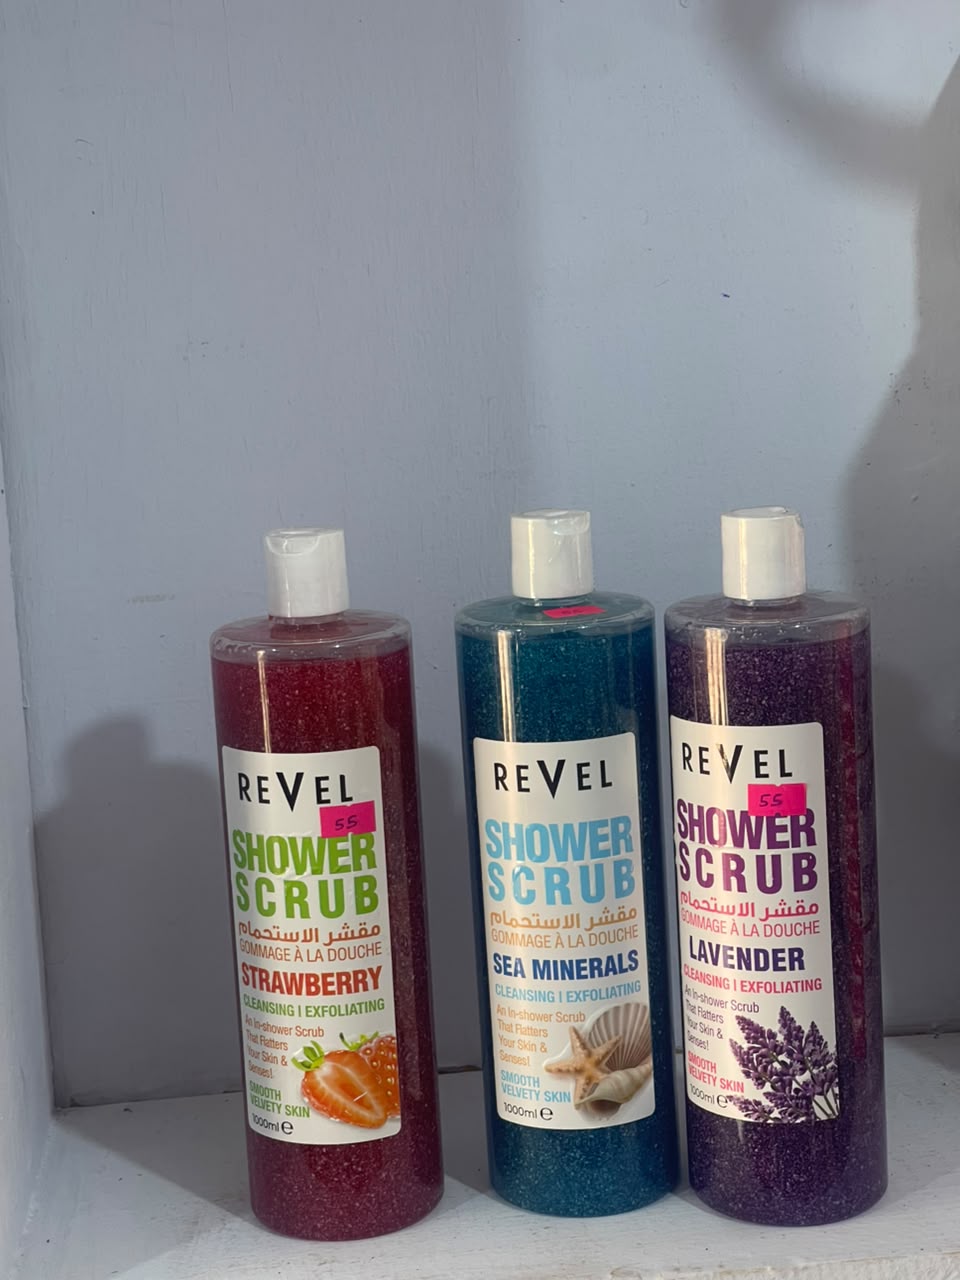 REVEL
55
SHOWER
SCRUB
مقشر الاستحمام
GOMMAGE À LA DOUCHE
STRAWBERRY
CLEANSING | EXFOLIATING
An In-shower Scrub
That Flatters
Your Skin &
Senses!
SMOOTH
VELVETY SKIN
1000ml e
REVEL
SHOWER
SCRUB
مقشر الاستحمام
GOMMAGE À LA DOUCHE
SEA MINERALS
CLEANSING | EXFOLIATING
An In-shower Scrub
That Flatters
Your Skin &
Senses!
SMOOTH
VELVETY SKIN
1000ml e
REVEL
55
SHOWER
SCRUB
مقشر الاستحمام
GOMMAGE À LA DOUCHE
LAVENDER
CLEANSING | EXFOLIATING
An In-shower Scrub
That Flatters
Your Skin &
Senses!
SMOOTH
VELVETY SKIN
1000ml e